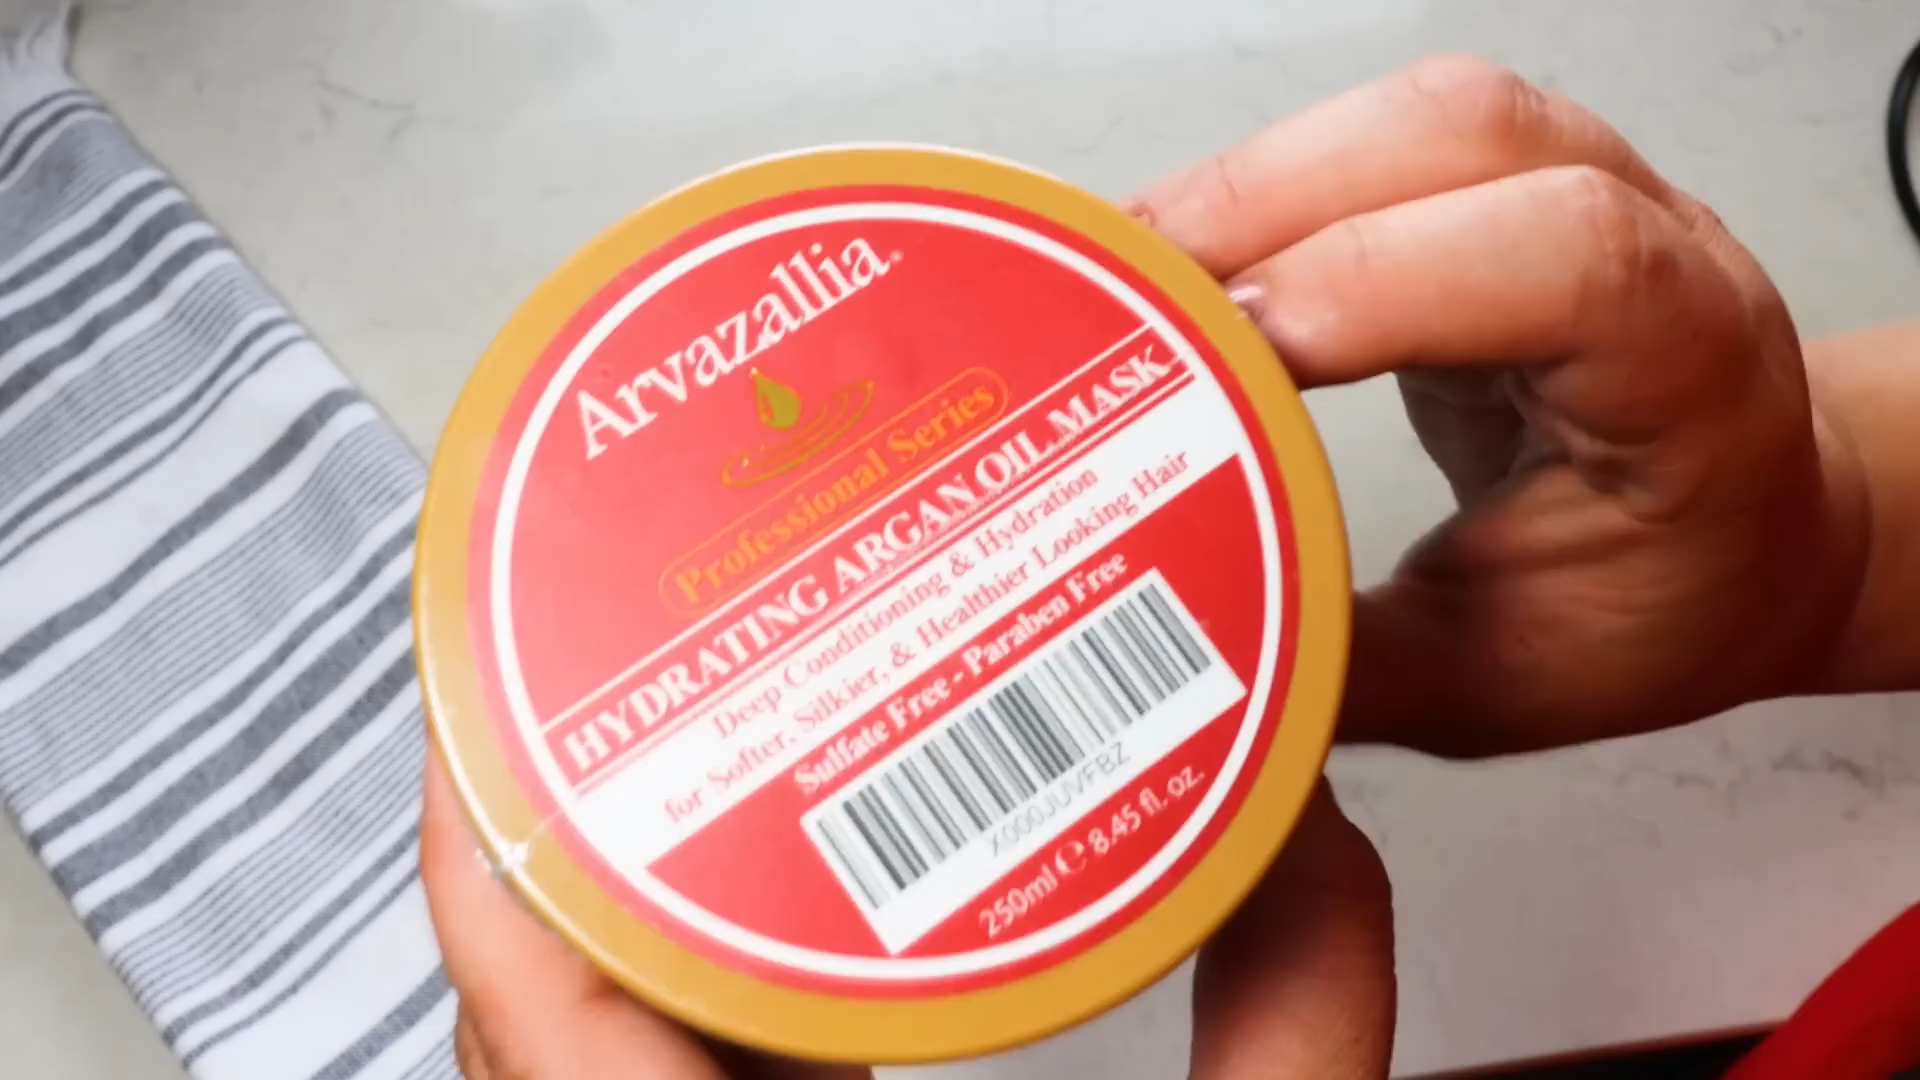 Arvazallia®
Professional Series
HYDRATING ARGAN OIL MASK
Deep Conditioning & Hydration
for Softer, Silkier, & Healthier Looking Hair
Sulfate Free - Paraben Free
X000JUVFBZ
250ml ℮ 8.45 fl. oz.